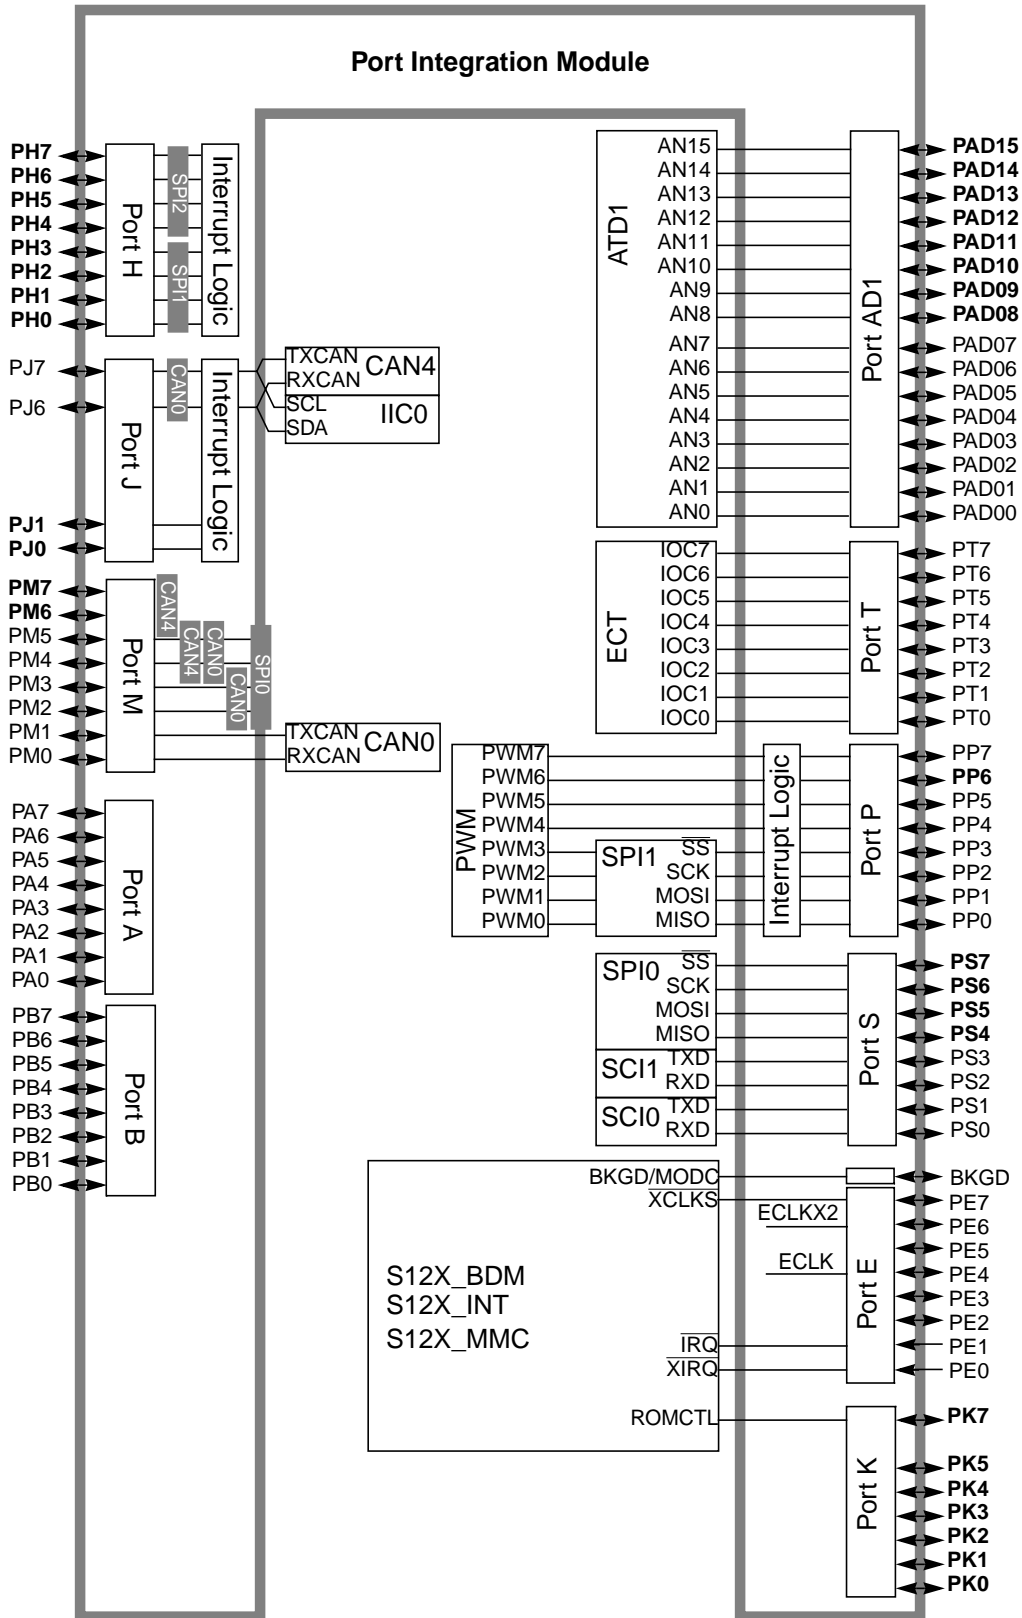 Port Integration Module
PH7
PH6
PH5
PH4
PH3
PH2
PH1
PH0
Port H
SPI2
SPI1
Interrupt Logic
PJ7
PJ6
PJ1
PJ0
Port J
CAN0
Interrupt Logic
TXCAN
RXCAN
CAN4
SCL
SDA
IIC0
PM7
PM6
PM5
PM4
PM3
PM2
PM1
PM0
Port M
CAN4
CAN4
CAN0
CAN0
SPI0
TXCAN
RXCAN
CAN0
PA7
PA6
PA5
PA4
PA3
PA2
PA1
PA0
Port A
PB7
PB6
PB5
PB4
PB3
PB2
PB1
PB0
Port B
ATD1
AN15
AN14
AN13
AN12
AN11
AN10
AN9
AN8
AN7
AN6
AN5
AN4
AN3
AN2
AN1
AN0
Port AD1
PAD15
PAD14
PAD13
PAD12
PAD11
PAD10
PAD09
PAD08
PAD07
PAD06
PAD05
PAD04
PAD03
PAD02
PAD01
PAD00
ECT
IOC7
IOC6
IOC5
IOC4
IOC3
IOC2
IOC1
IOC0
Port T
PT7
PT6
PT5
PT4
PT3
PT2
PT1
PT0
PWM
PWM7
PWM6
PWM5
PWM4
PWM3
PWM2
PWM1
PWM0
SPI1
SS
SCK
MOSI
MISO
Interrupt Logic
Port P
PP7
PP6
PP5
PP4
PP3
PP2
PP1
PP0
SPI0
SS
SCK
MOSI
MISO
SCI1
TXD
RXD
SCI0
TXD
RXD
Port S
PS7
PS6
PS5
PS4
PS3
PS2
PS1
PS0
S12X_BDM
S12X_INT
S12X_MMC
BKGD/MODC
XCLKS
ECLKX2
ECLK
IRQ
XIRQ
ROMCTL
BKGD
Port E
PE7
PE6
PE5
PE4
PE3
PE2
PE1
PE0
Port K
PK7
PK5
PK4
PK3
PK2
PK1
PK0